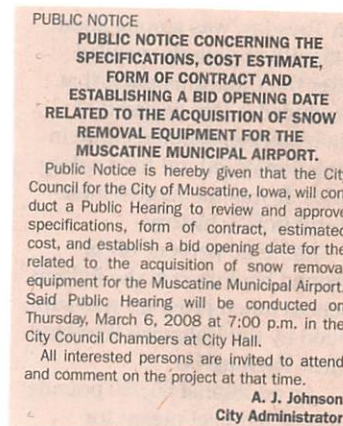 PUBLIC NOTICE
PUBLIC NOTICE CONCERNING THE
SPECIFICATIONS, COST ESTIMATE,
FORM OF CONTRACT AND
ESTABLISHING A BID OPENING DATE
RELATED TO THE ACQUISITION OF SNOW
REMOVAL EQUIPMENT FOR THE
MUSCATINE MUNICIPAL AIRPORT.
Public Notice is hereby given that the City
Council for the City of Muscatine, Iowa, will con
duct a Public Hearing to review and approve
specifications, form of contract, estimated
cost, and establish a bid opening date for the
related to the acquisition of snow remova
equipment for the Muscatine Municipal Airport.
Said Public Hearing will be conducted on
Thursday, March 6, 2008 at 7:00 p.m. in the
City Council Chambers at City Hall.
All interested persons are invited to attend
and comment on the project at that time.
A. J. Johnson
City Administrator